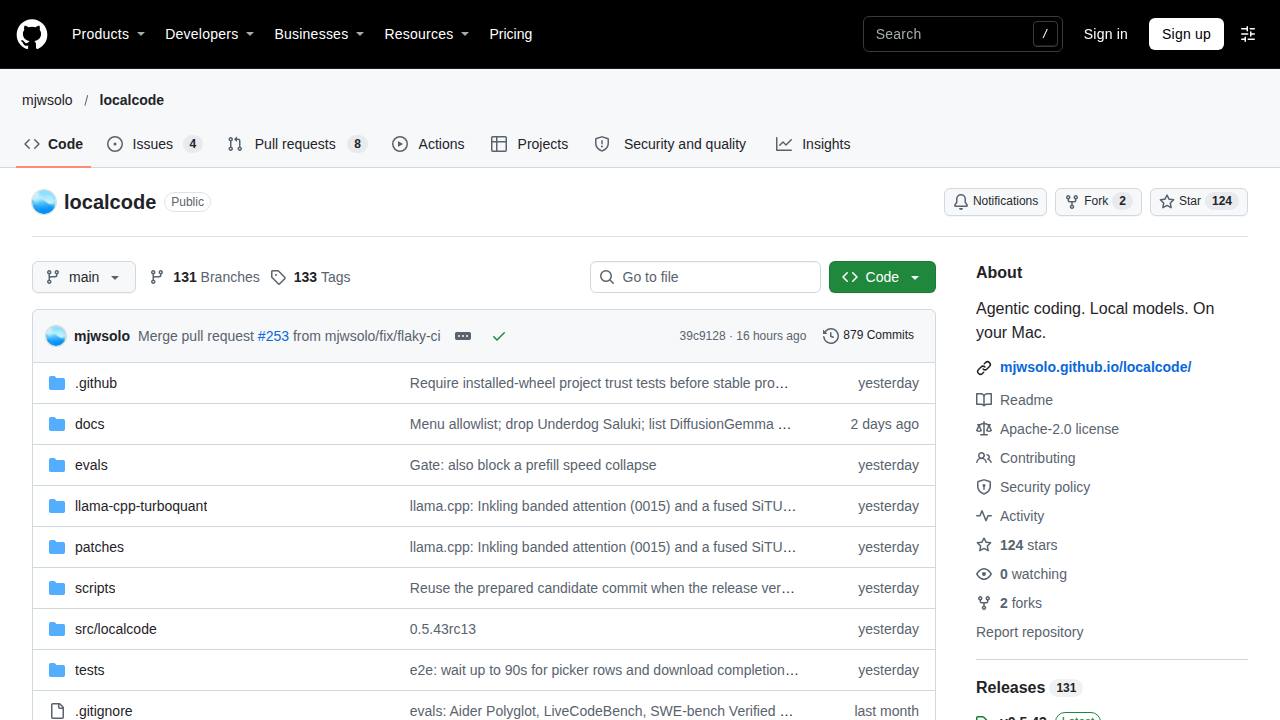 Products Developers Businesses Resources Pricing Search / Sign in Sign up
mjwsolo / localcode
Code Issues 4 Pull requests 8 Actions Projects Security and quality Insights
localcode Public Notifications Fork 2 Star 124
main 131 Branches 133 Tags Go to file Code
mjwsolo Merge pull request #253 from mjwsolo/fix/flaky-ci 39c9128 · 16 hours ago 879 Commits
.github Require installed-wheel project trust tests before stable pro… yesterday
docs Menu allowlist; drop Underdog Saluki; list DiffusionGemma … 2 days ago
evals Gate: also block a prefill speed collapse yesterday
llama-cpp-turboquant llama.cpp: Inkling banded attention (0015) and a fused SiTU… yesterday
patches llama.cpp: Inkling banded attention (0015) and a fused SiTU… yesterday
scripts Reuse the prepared candidate commit when the release ver… yesterday
src/localcode 0.5.43rc13 yesterday
tests e2e: wait up to 90s for picker rows and download completion… yesterday
.gitignore evals: Aider Polyglot, LiveCodeBench, SWE-bench Verified … last month
About
Agentic coding. Local models. On
your Mac.
mjwsolo.github.io/localcode/
Readme
Apache-2.0 license
Contributing
Security policy
Activity
124 stars
0 watching
2 forks
Report repository
Releases 131